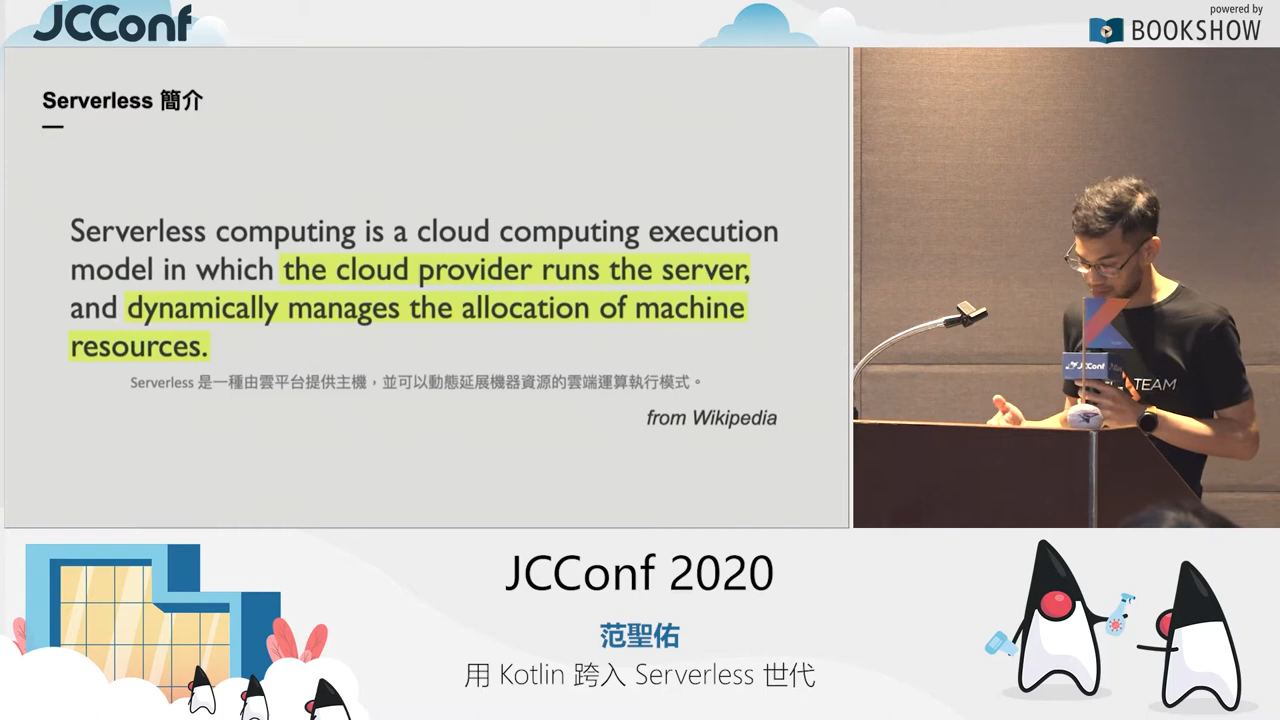 JCConf
powered by
BOOKSHOW
Serverless 簡介
Serverless computing is a cloud computing execution
model in which the cloud provider runs the server,
and dynamically manages the allocation of machine
resources.
Serverless 是一種由雲平台提供主機，並可以動態延展機器資源的雲端運算執行模式。
from Wikipedia
JCConf
TEAM
JCConf 2020
范聖佑
用 Kotlin 跨入 Serverless 世代